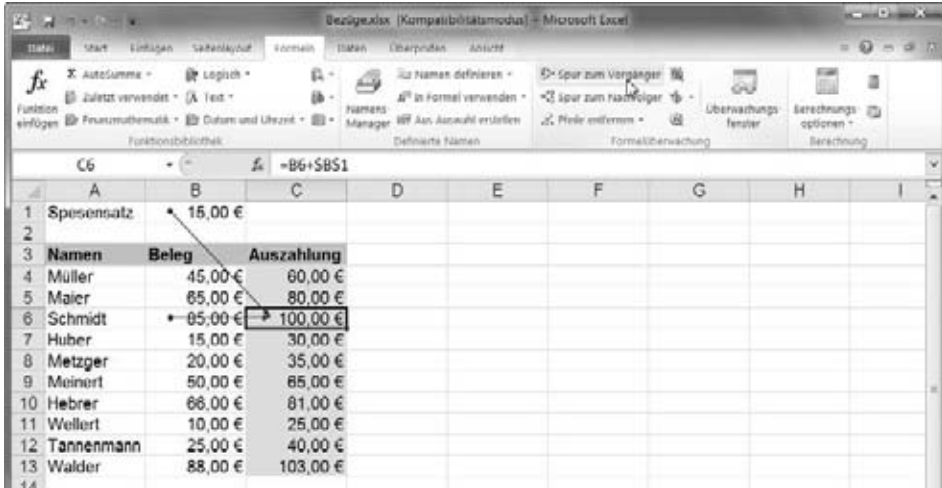 Bezüge.xlsx [Kompatibilitätsmodus] - Microsoft Excel
Datei Start Einfügen Seitenlayout Formeln Daten Überprüfen Ansicht
fx Σ AutoSumme Logisch Namen definieren Spur zum Vorgänger
Zuletzt verwendet Text In Formel verwenden Spur zum Nachfolger
Funktion einfügen Finanzmathematik Datum und Uhrzeit Namens-Manager Aus Auswahl erstellen Pfeile entfernen Überwachungsfenster Berechnungsoptionen
Funktionsbibliothek Definierte Namen Formelüberwachung Berechnung
C6 fx =B6+$B$1
A B C D E F G H I
1 Spesensatz 15,00 €
2
3 Namen Beleg Auszahlung
4 Müller 45,00 € 60,00 €
5 Maier 65,00 € 80,00 €
6 Schmidt 85,00 € 100,00 €
7 Huber 15,00 € 30,00 €
8 Metzger 20,00 € 35,00 €
9 Meinert 50,00 € 65,00 €
10 Hebrer 66,00 € 81,00 €
11 Wellert 10,00 € 25,00 €
12 Tannenmann 25,00 € 40,00 €
13 Walder 88,00 € 103,00 €
14